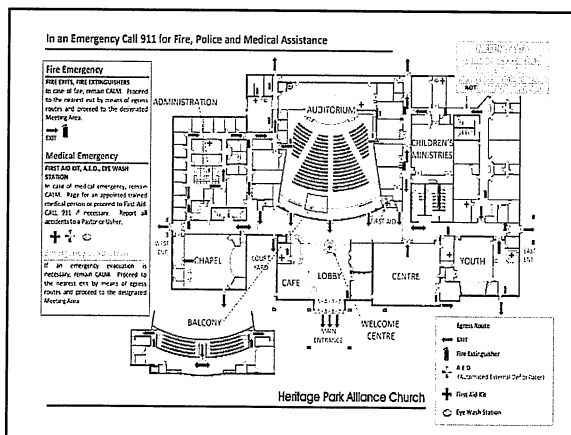 In an Emergency Call 911 for Fire, Police and Medical Assistance
Fire Emergency
FIRE EXITS, FIRE EXTINGUISHERS
In case of fire, remain CALM. Proceed
to the nearest exit by means of egress
routes and proceed to the designated
Meeting Area.
EXIT
Medical Emergency
FIRST AID KIT, A.E.D., EYE WASH
STATION
In case of medical emergency, remain
CALM. Page for an appointed trained
medical person or proceed to First Aid
CALL 911 if necessary. Report all
accidents to a Pastor or Usher.
Emergency Evacuation
If an emergency evacuation is
necessary, remain CALM. Proceed to
the nearest exit by means of egress
routes and proceed to the designated
Meeting Area.
ADMINISTRATION
AUDITORIUM
CHILDREN'S
MINISTRIES
FIRST AID
WEST
ENT.
CHAPEL
COURT
YARD
CAFE
LOBBY
CENTRE
YOUTH
EAST
ENT.
BALCONY
MAIN
ENTRANCE
WELCOME
CENTRE
Egress Route
EXIT
Fire Extinguisher
A.E.D
First Aid Kit
Eye Wash Station
Heritage Park Alliance Church